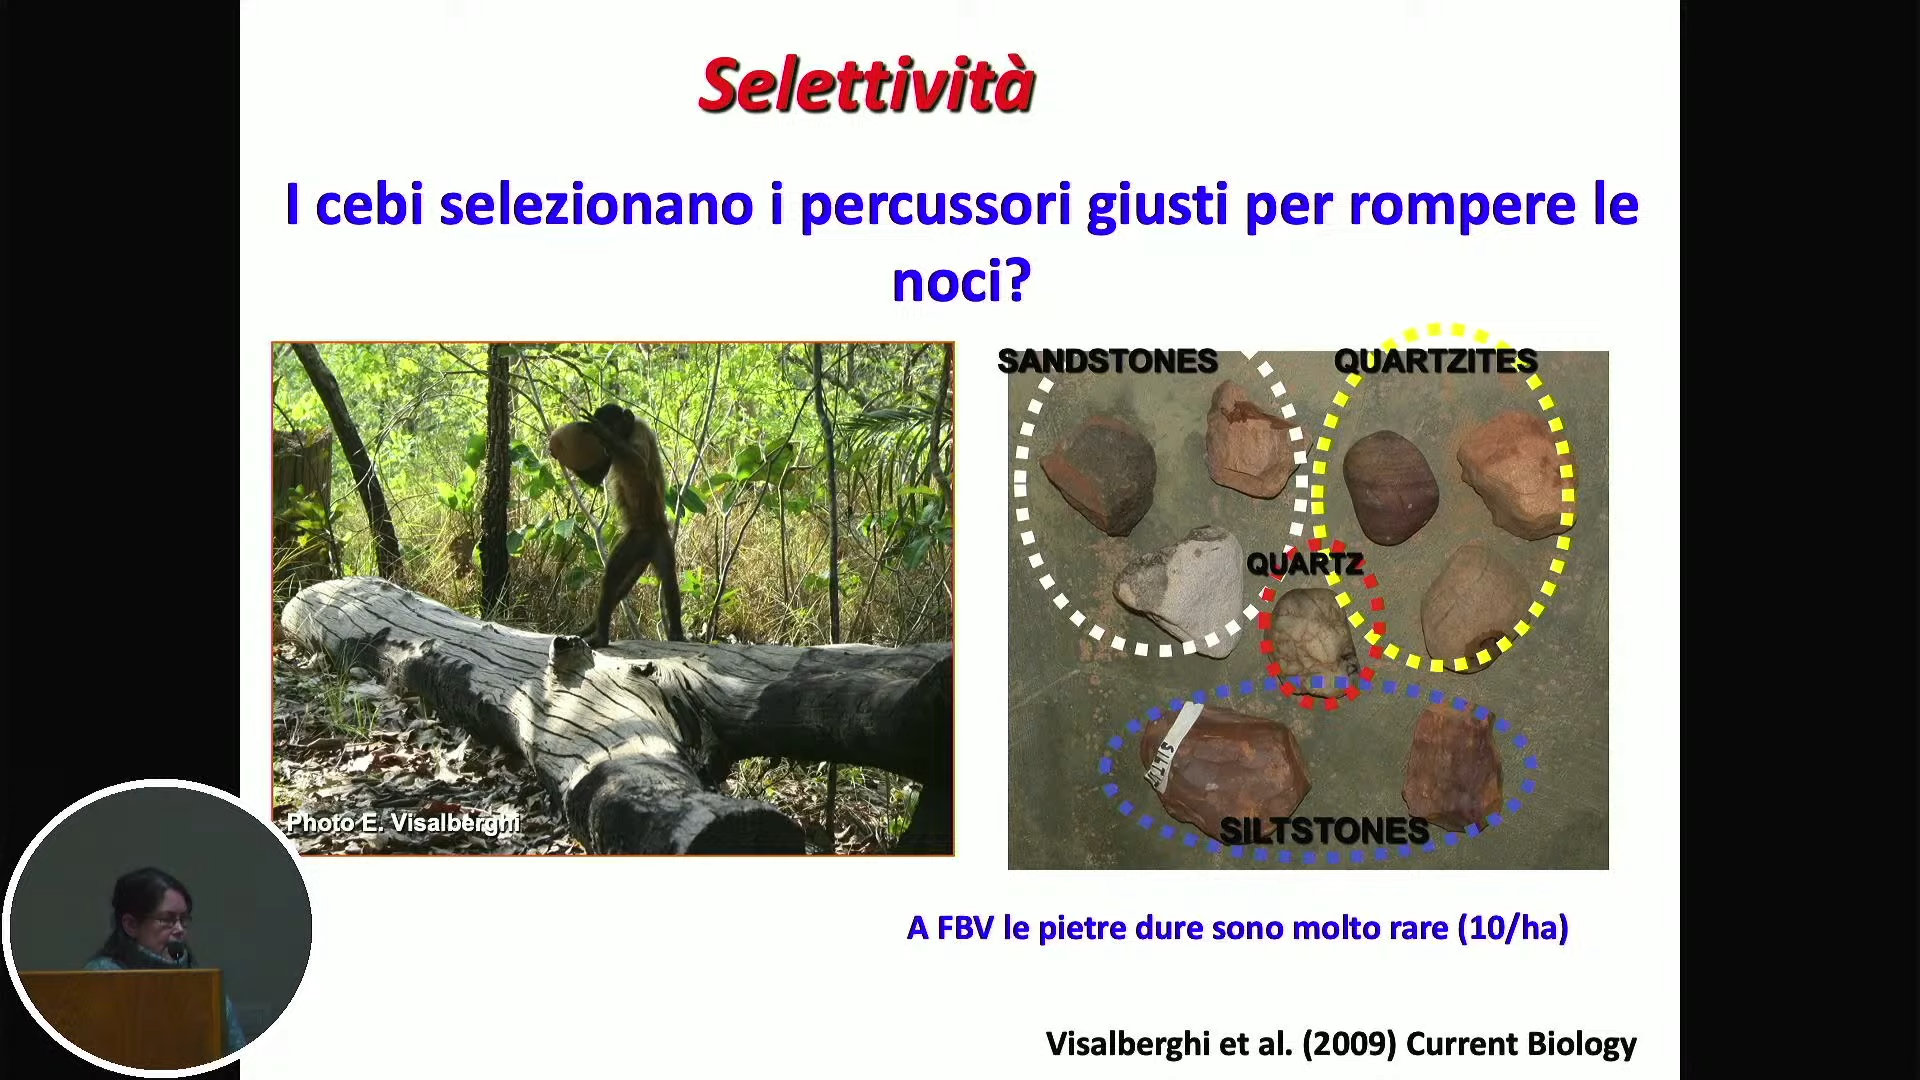 Selettività
I cebi selezionano i percussori giusti per rompere le
noci?
SANDSTONES
QUARTZITES
QUARTZ
SILTSTONES
Photo E. Visalberghi
A FBV le pietre dure sono molto rare (10/ha)
Visalberghi et al. (2009) Current Biology